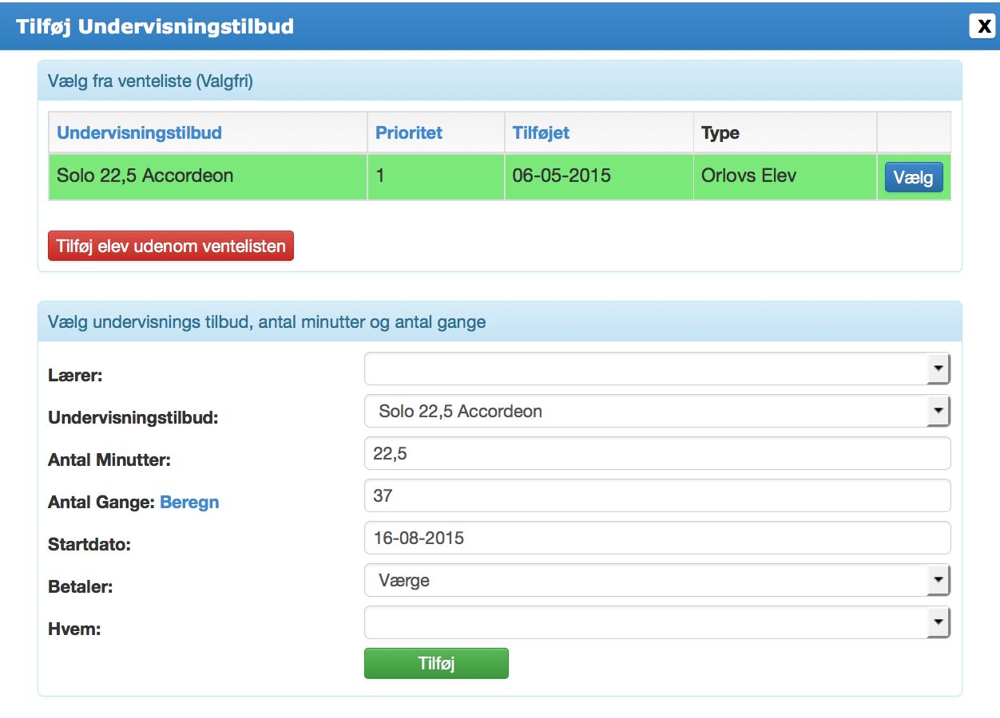 Tilføj Undervisningstilbud X
Vælg fra venteliste (Valgfri)
Undervisningstilbud Prioritet Tilføjet Type
Solo 22,5 Accordeon 1 06-05-2015 Orlovs Elev Vælg
Tilføj elev udenom ventelisten
Vælg undervisnings tilbud, antal minutter og antal gange
Lærer:
Undervisningstilbud: Solo 22,5 Accordeon
Antal Minutter: 22,5
Antal Gange: Beregn 37
Startdato: 16-08-2015
Betaler: Værge
Hvem:
Tilføj